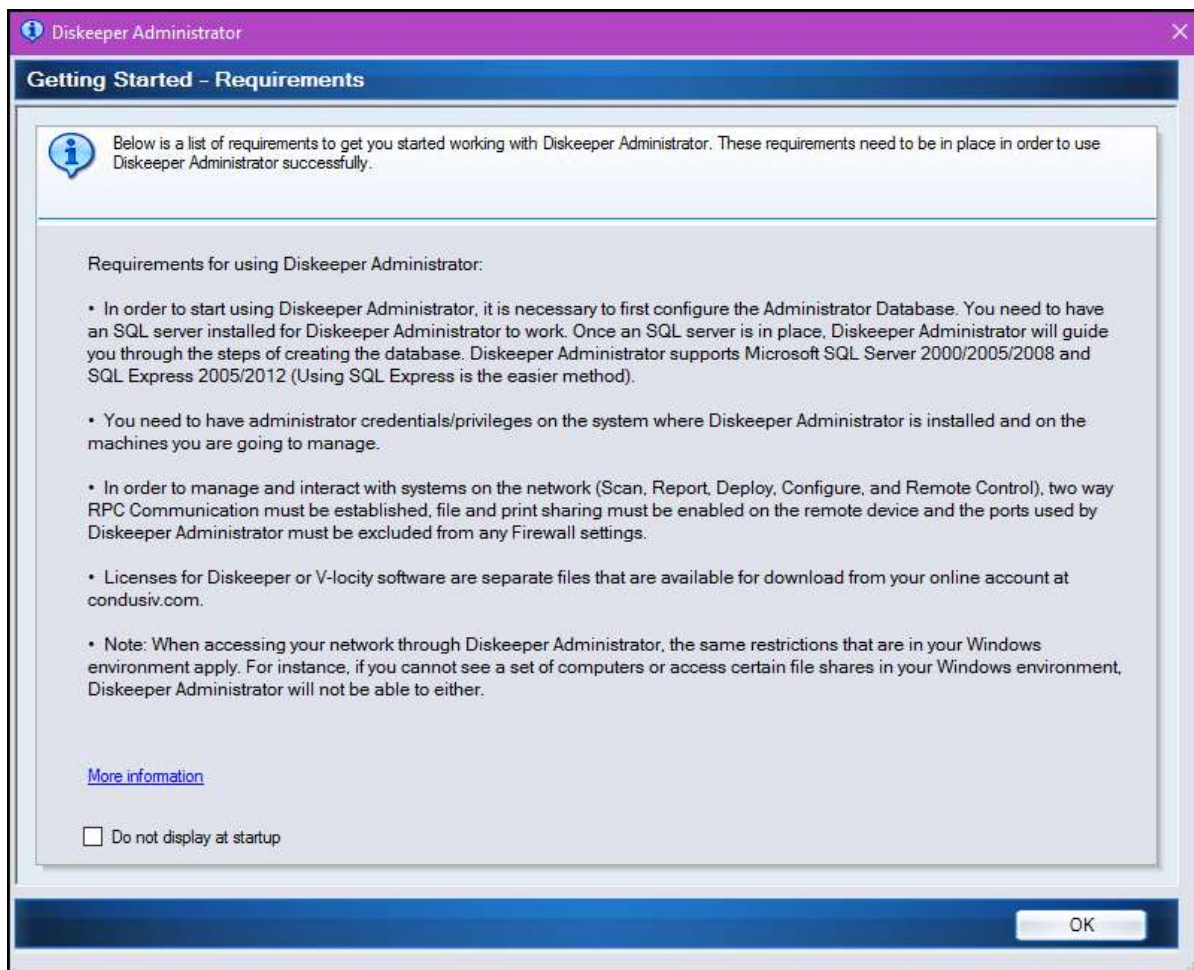 Diskeeper Administrator
Getting Started - Requirements
Below is a list of requirements to get you started working with Diskeeper Administrator. These requirements need to be in place in order to use
Diskeeper Administrator successfully.
Requirements for using Diskeeper Administrator:
• In order to start using Diskeeper Administrator, it is necessary to first configure the Administrator Database. You need to have
an SQL server installed for Diskeeper Administrator to work. Once an SQL server is in place, Diskeeper Administrator will guide
you through the steps of creating the database. Diskeeper Administrator supports Microsoft SQL Server 2000/2005/2008 and
SQL Express 2005/2012 (Using SQL Express is the easier method).
• You need to have administrator credentials/privileges on the system where Diskeeper Administrator is installed and on the
machines you are going to manage.
• In order to manage and interact with systems on the network (Scan, Report, Deploy, Configure, and Remote Control), two way
RPC Communication must be established, file and print sharing must be enabled on the remote device and the ports used by
Diskeeper Administrator must be excluded from any Firewall settings.
• Licenses for Diskeeper or V-locity software are separate files that are available for download from your online account at
condusiv.com.
• Note: When accessing your network through Diskeeper Administrator, the same restrictions that are in your Windows
environment apply. For instance, if you cannot see a set of computers or access certain file shares in your Windows environment,
Diskeeper Administrator will not be able to either.
More information
Do not display at startup
OK